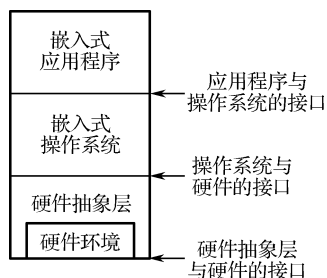 嵌入式
应用程序
应用程序与
操作系统的接口
嵌入式
操作系统
操作系统与
硬件的接口
硬件抽象层
硬件环境
硬件抽象层
与硬件的接口